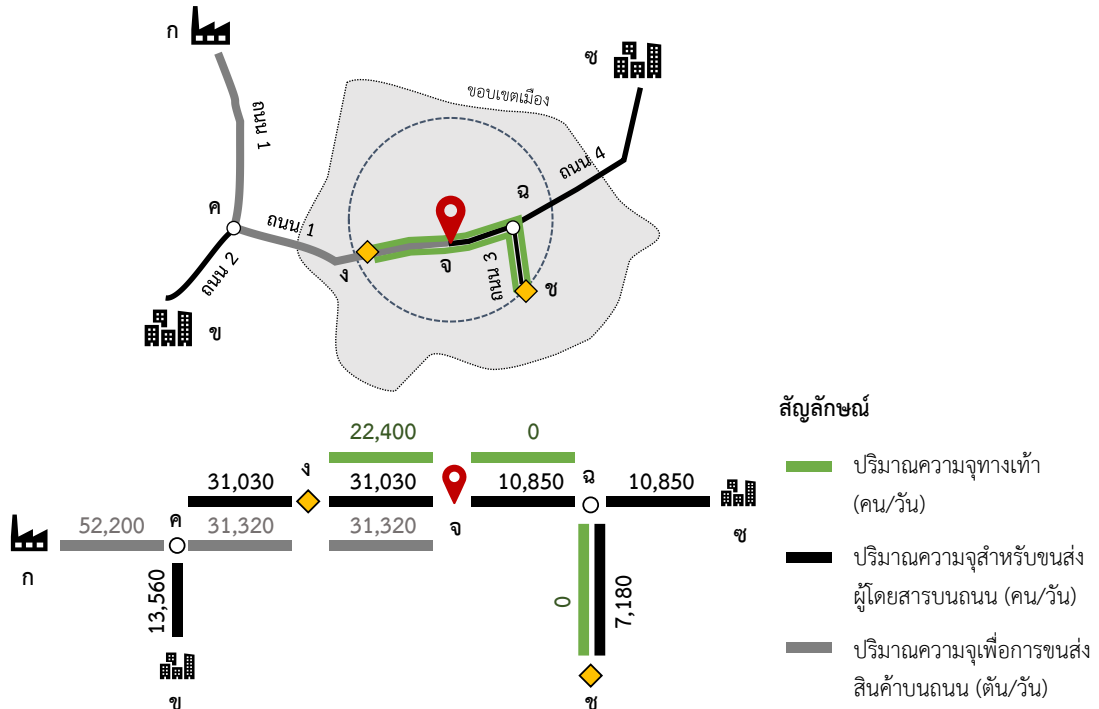 ก
ซ
ขอบเขตเมือง
ถนน 1
ถนน 4
ฉ
ค
ถนน 1
จ
ง
ถนน 3
ช
ถนน 2
ข
สัญลักษณ์
22,400
0
ปริมาณความจุทางเท้า
(คน/วัน)
ง
ฉ
31,030
31,030
10,850
10,850
ค
จ
ซ
52,200
31,320
31,320
ก
ปริมาณความจุสำหรับขนส่ง
ผู้โดยสารบนถนน (คน/วัน)
13,560
0
7,180
ปริมาณความจุเพื่อการขนส่ง
สินค้าบนถนน (ตัน/วัน)
ข
ช